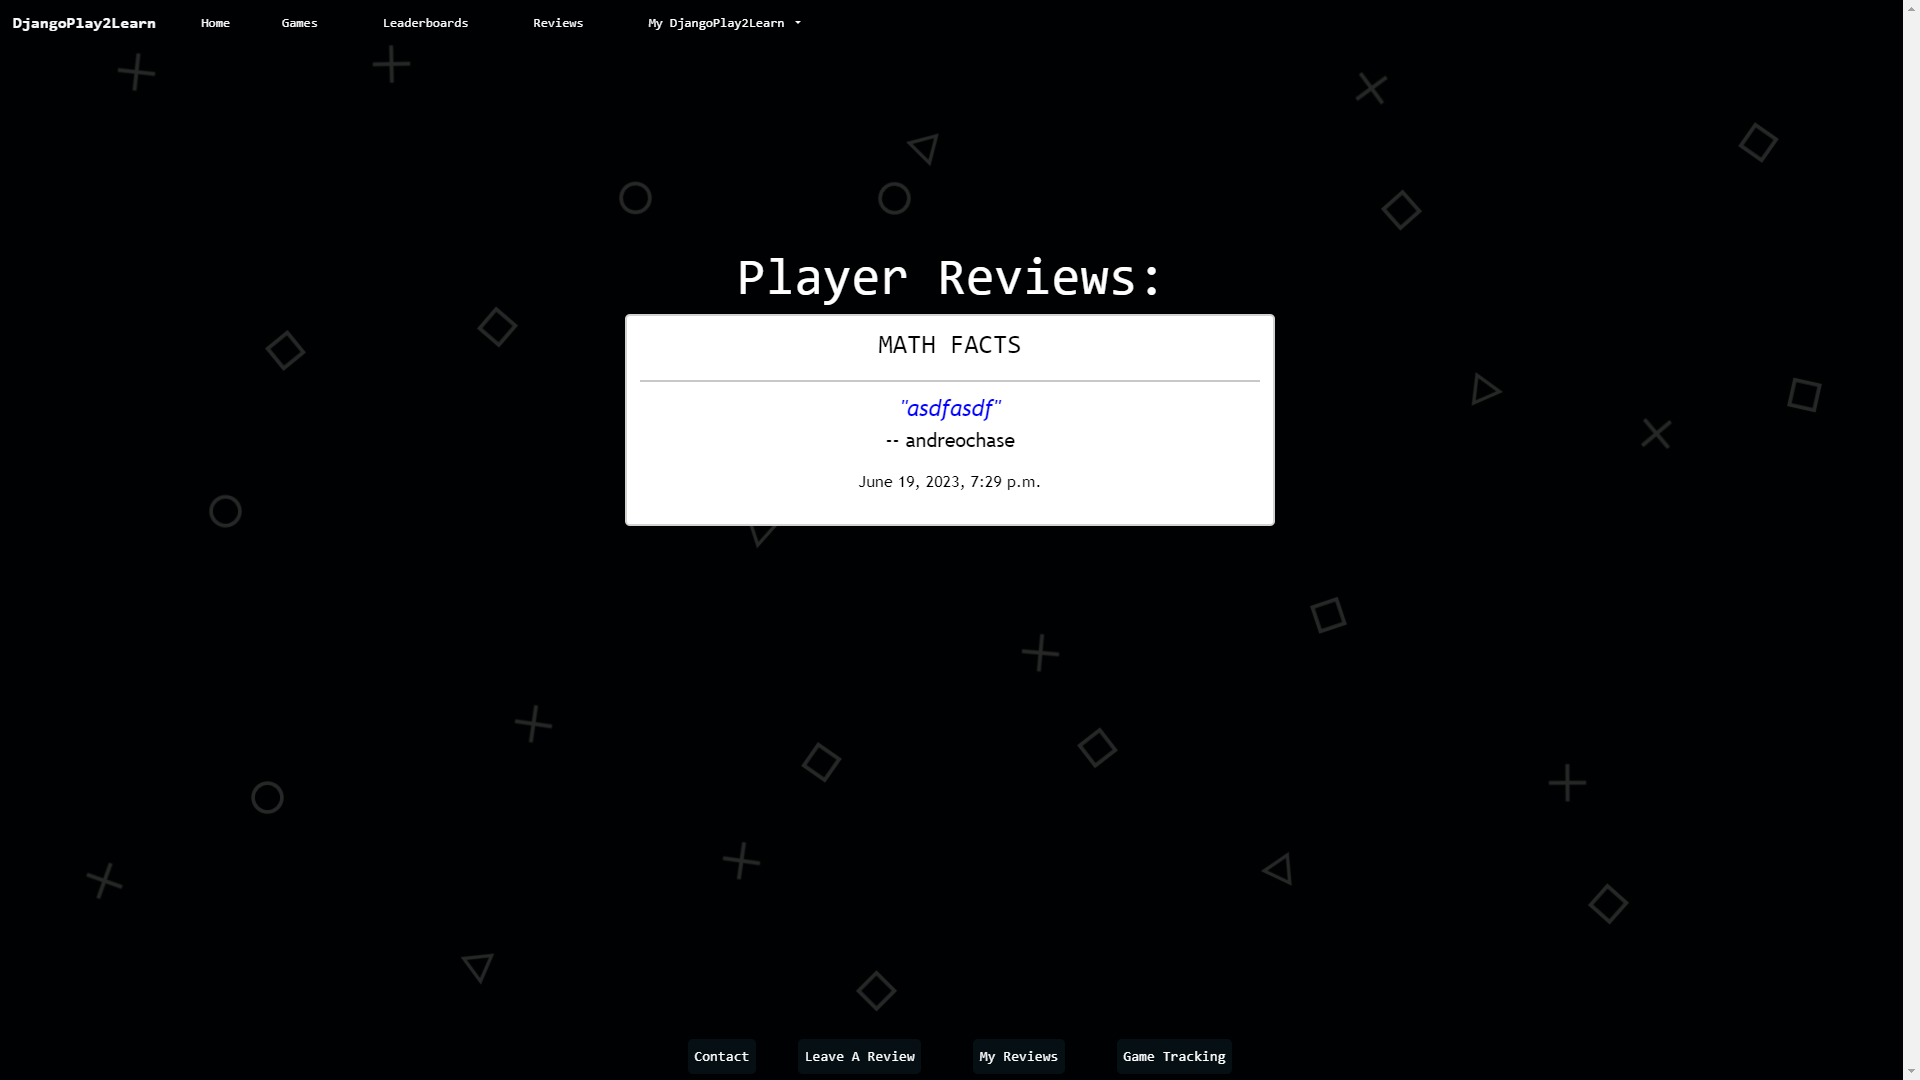 DjangoPlay2Learn Home Games Leaderboards Reviews My DjangoPlay2Learn
Player Reviews:
MATH FACTS
"asdfasdf"
-- andreochase
June 19, 2023, 7:29 p.m.
Contact Leave A Review My Reviews Game Tracking